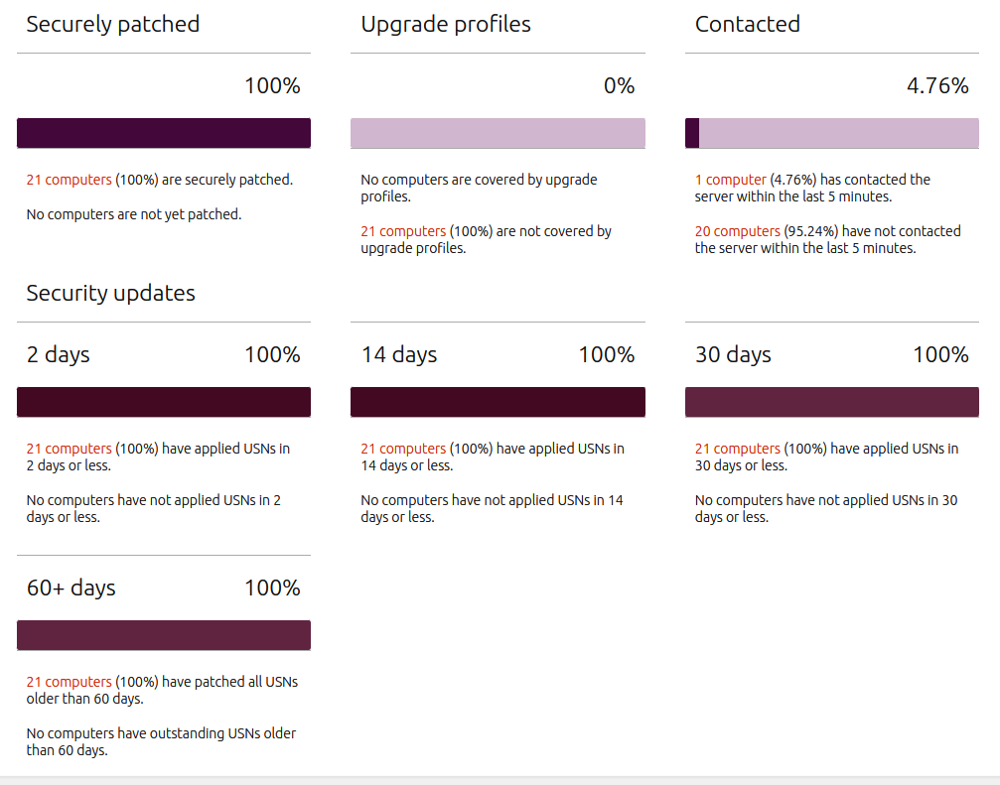 Securely patched
100%
21 computers (100%) are securely patched.
No computers are not yet patched.
Upgrade profiles
0%
No computers are covered by upgrade
profiles.
21 computers (100%) are not covered by
upgrade profiles.
Contacted
4.76%
1 computer (4.76%) has contacted the
server within the last 5 minutes.
20 computers (95.24%) have not contacted
the server within the last 5 minutes.
Security updates
2 days 100%
21 computers (100%) have applied USNs in
2 days or less.
No computers have not applied USNs in 2
days or less.
14 days 100%
21 computers (100%) have applied USNs in
14 days or less.
No computers have not applied USNs in 14
days or less.
30 days 100%
21 computers (100%) have applied USNs in
30 days or less.
No computers have not applied USNs in 30
days or less.
60+ days 100%
21 computers (100%) have patched all USNs
older than 60 days.
No computers have outstanding USNs older
than 60 days.